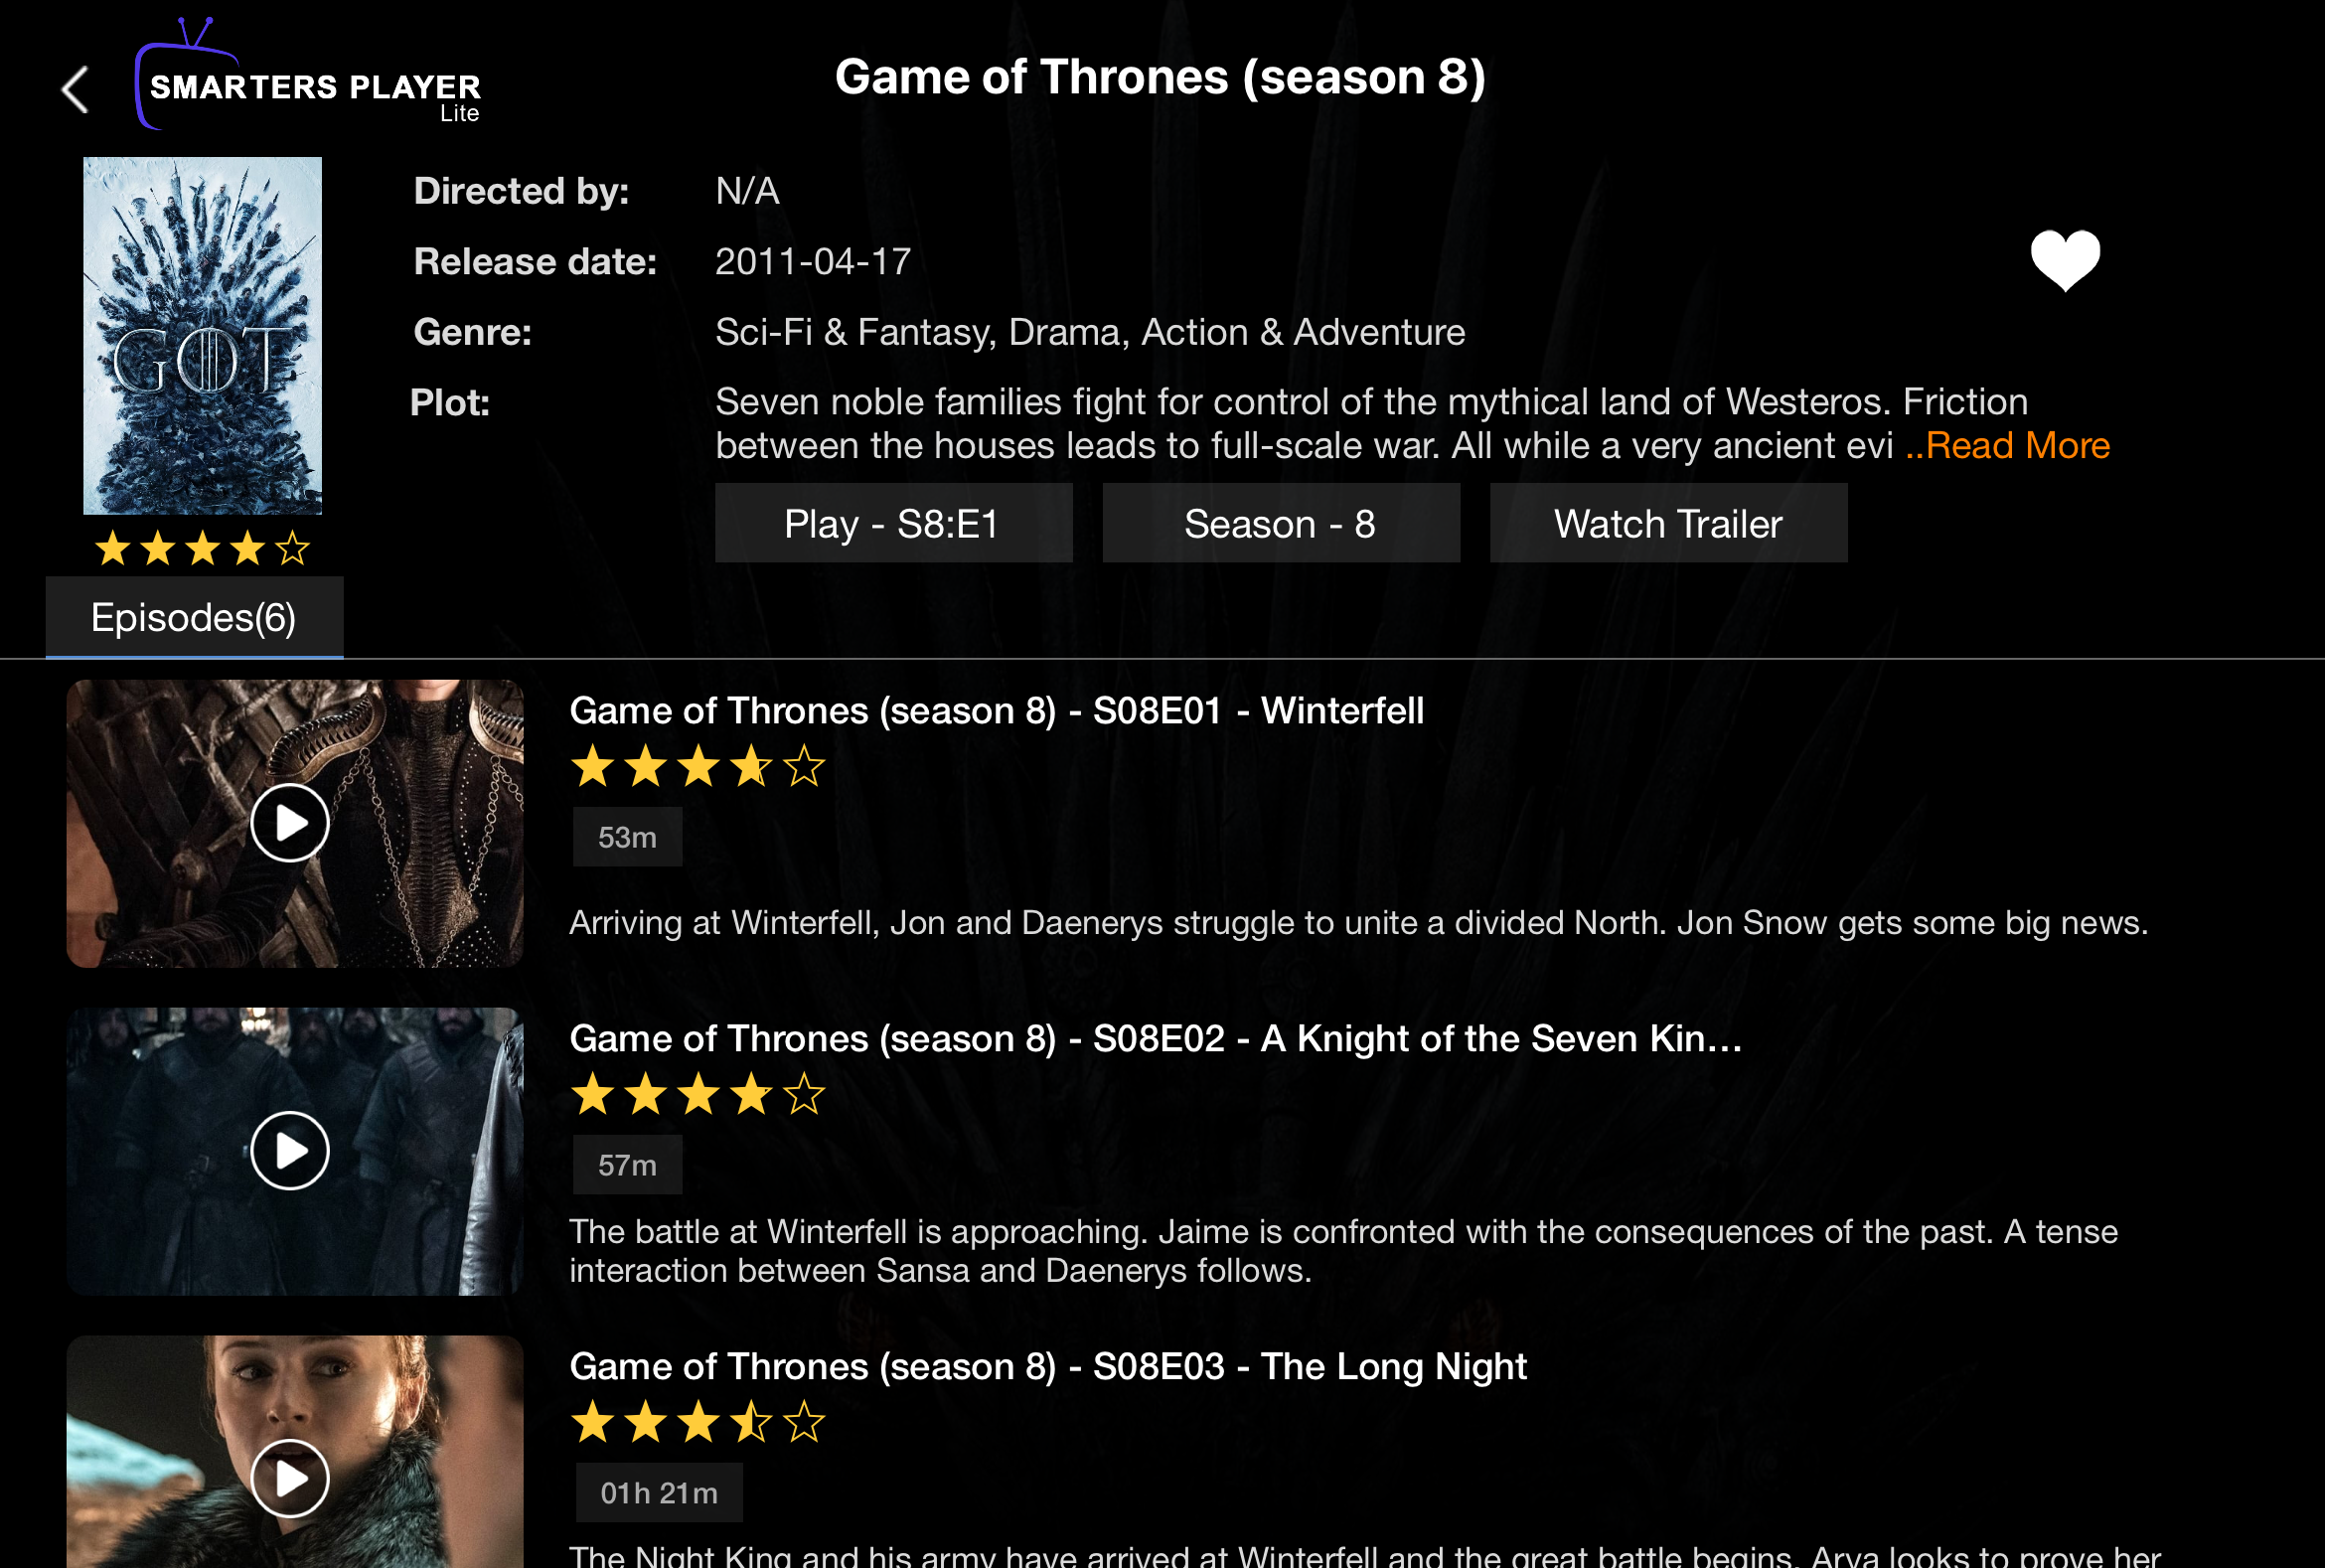 SMARTERS PLAYER
Lite
Game of Thrones (season 8)
GOT
Directed by: N/A
Release date: 2011-04-17
Genre: Sci-Fi & Fantasy, Drama, Action & Adventure
Plot: Seven noble families fight for control of the mythical land of Westeros. Friction
between the houses leads to full-scale war. All while a very ancient evi ..Read More
Play - S8:E1 Season - 8 Watch Trailer
Episodes(6)
Game of Thrones (season 8) - S08E01 - Winterfell
53m
Arriving at Winterfell, Jon and Daenerys struggle to unite a divided North. Jon Snow gets some big news.
Game of Thrones (season 8) - S08E02 - A Knight of the Seven Kin...
57m
The battle at Winterfell is approaching. Jaime is confronted with the consequences of the past. A tense
interaction between Sansa and Daenerys follows.
Game of Thrones (season 8) - S08E03 - The Long Night
01h 21m
The Night King and his army have arrived at Winterfell and the great battle begins. Arya looks to prove her